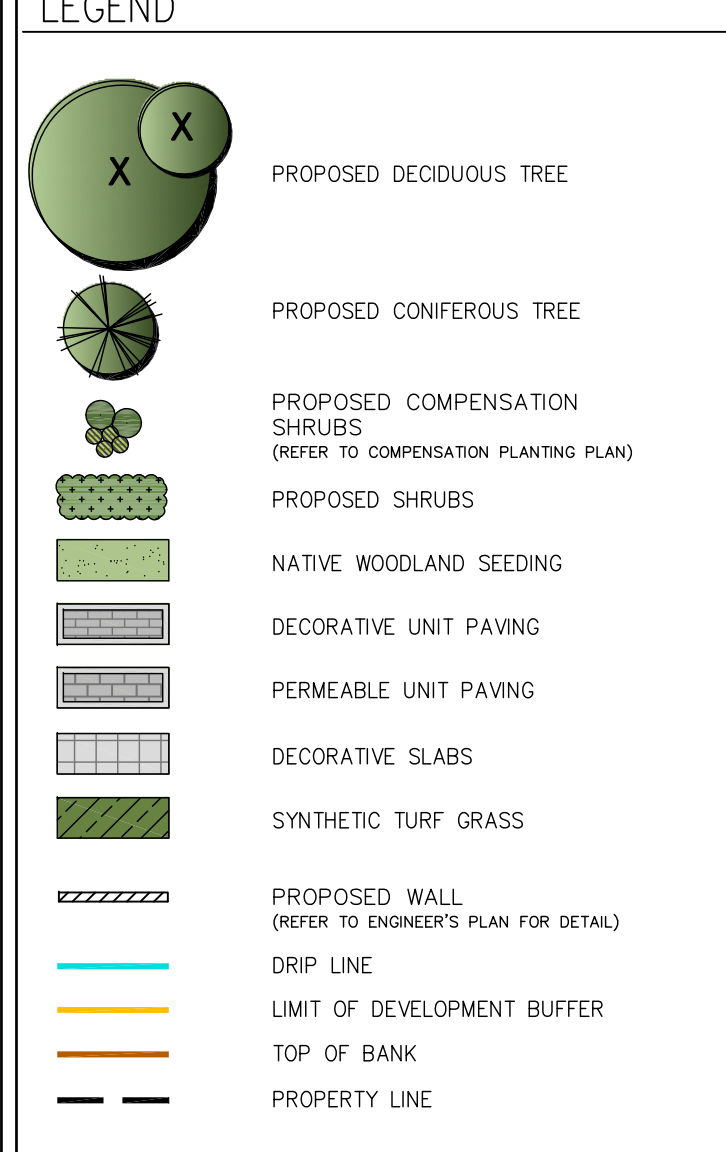 LEGEND
X
X
PROPOSED DECIDUOUS TREE
PROPOSED CONIFEROUS TREE
PROPOSED COMPENSATION
SHRUBS
(REFER TO COMPENSATION PLANTING PLAN)
PROPOSED SHRUBS
NATIVE WOODLAND SEEDING
DECORATIVE UNIT PAVING
PERMEABLE UNIT PAVING
DECORATIVE SLABS
SYNTHETIC TURF GRASS
PROPOSED WALL
(REFER TO ENGINEER'S PLAN FOR DETAIL)
DRIP LINE
LIMIT OF DEVELOPMENT BUFFER
TOP OF BANK
PROPERTY LINE